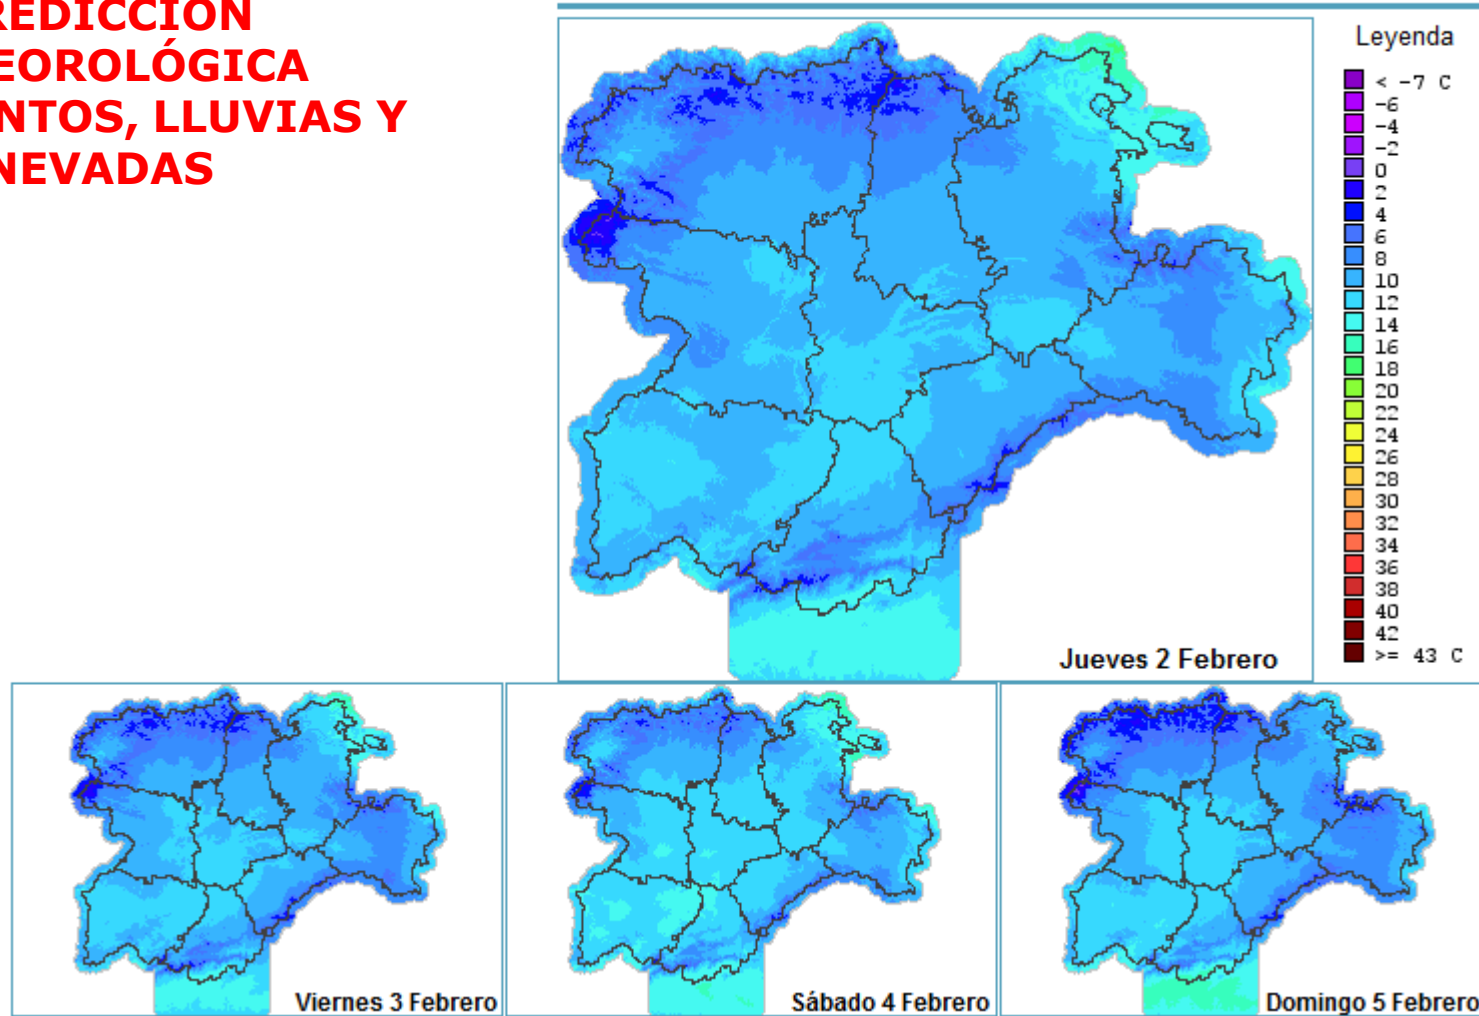 REDICCIÓN
EOROLÓGICA
NTOS, LLUVIAS Y
NEVADAS
Leyenda
< -7 C
-6
-4
-2
0
2
4
6
8
10
12
14
16
18
20
22
24
26
28
30
32
34
36
38
40
42
>= 43 C
Jueves 2 Febrero
Viernes 3 Febrero
Sábado 4 Febrero
Domingo 5 Febrero